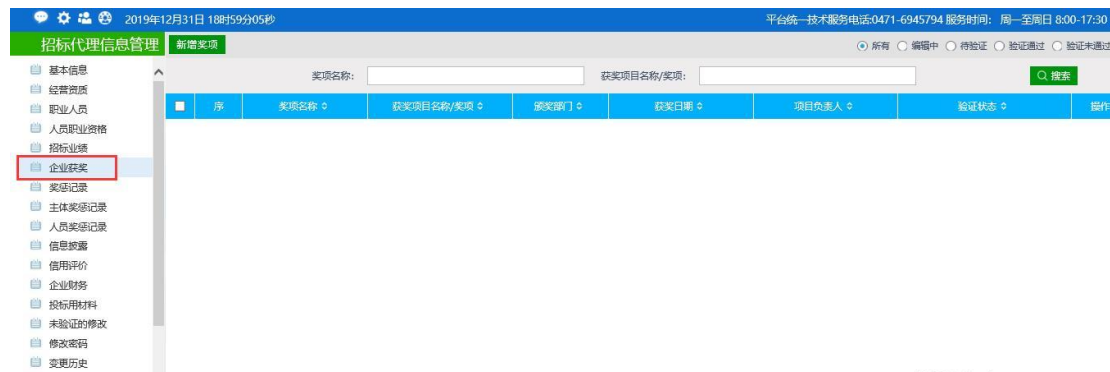 2019年12月31日 18时59分05秒 平台统一技术服务电话:0471-6945794 服务时间: 周一至周日 8:00-17:30
招标代理信息管理 新增奖项 所有 编辑中 待验证 验证通过 验证未通过
基本信息
奖项名称: 获奖项目名称/奖项: 搜索
经营资质
序 奖项名称 获奖项目名称/奖项 颁奖部门 获奖日期 项目负责人 验证状态 操作
职业人员
人员职业资格
招标业绩
企业获奖
奖惩记录
主体奖惩记录
人员奖惩记录
信息披露
信用评价
企业财务
投标用材料
未验证的修改
修改密码
变更历史